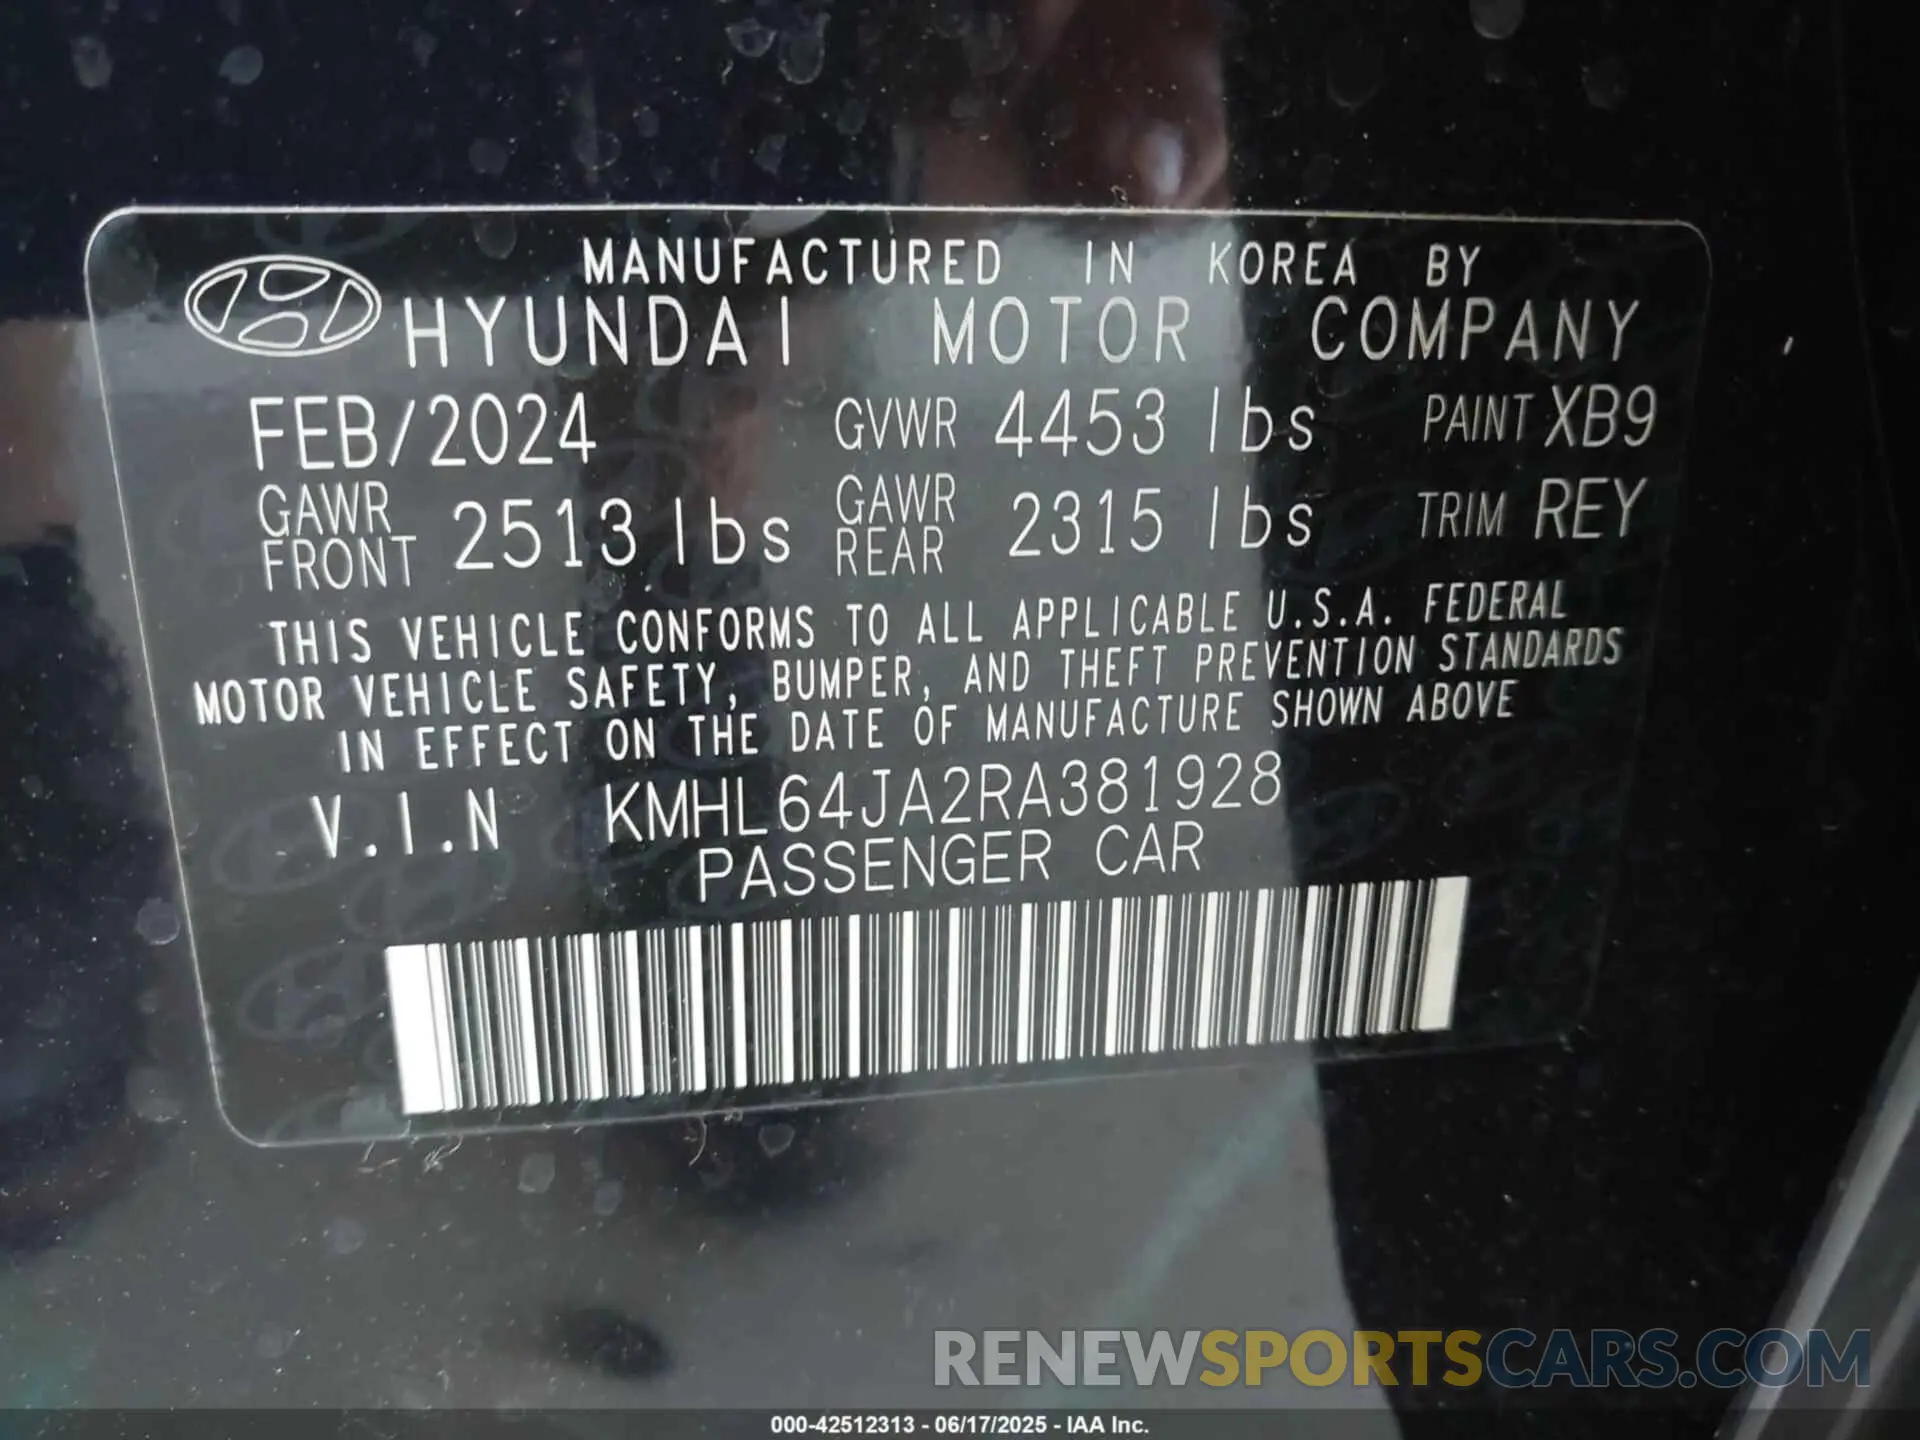 MANUFACTURED IN KOREA BY
HYUNDAI MOTOR COMPANY
FEB/2024 GVWR 4453 lbs PAINT XB9
GAWR FRONT 2513 lbs GAWR REAR 2315 lbs TRIM REY
THIS VEHICLE CONFORMS TO ALL APPLICABLE U.S.A. FEDERAL
MOTOR VEHICLE SAFETY, BUMPER, AND THEFT PREVENTION STANDARDS
IN EFFECT ON THE DATE OF MANUFACTURE SHOWN ABOVE
V.I.N KMHL64JA2RA381928
PASSENGER CAR
RENEWSPORTSCARS.COM
000-42512313 - 06/17/2025 - IAA Inc.